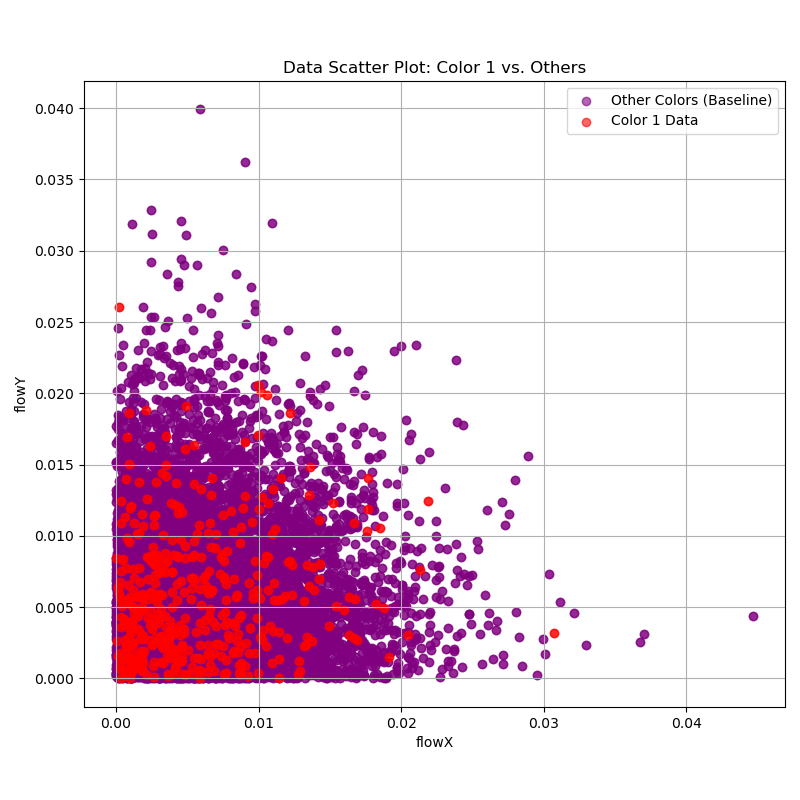 Data Scatter Plot: Color 1 vs. Others
Other Colors (Baseline)
Color 1 Data
0.040
0.035
0.030
0.025
0.020
0.015
0.010
0.005
0.000
flowY
0.00 0.01 0.02 0.03 0.04
flowX